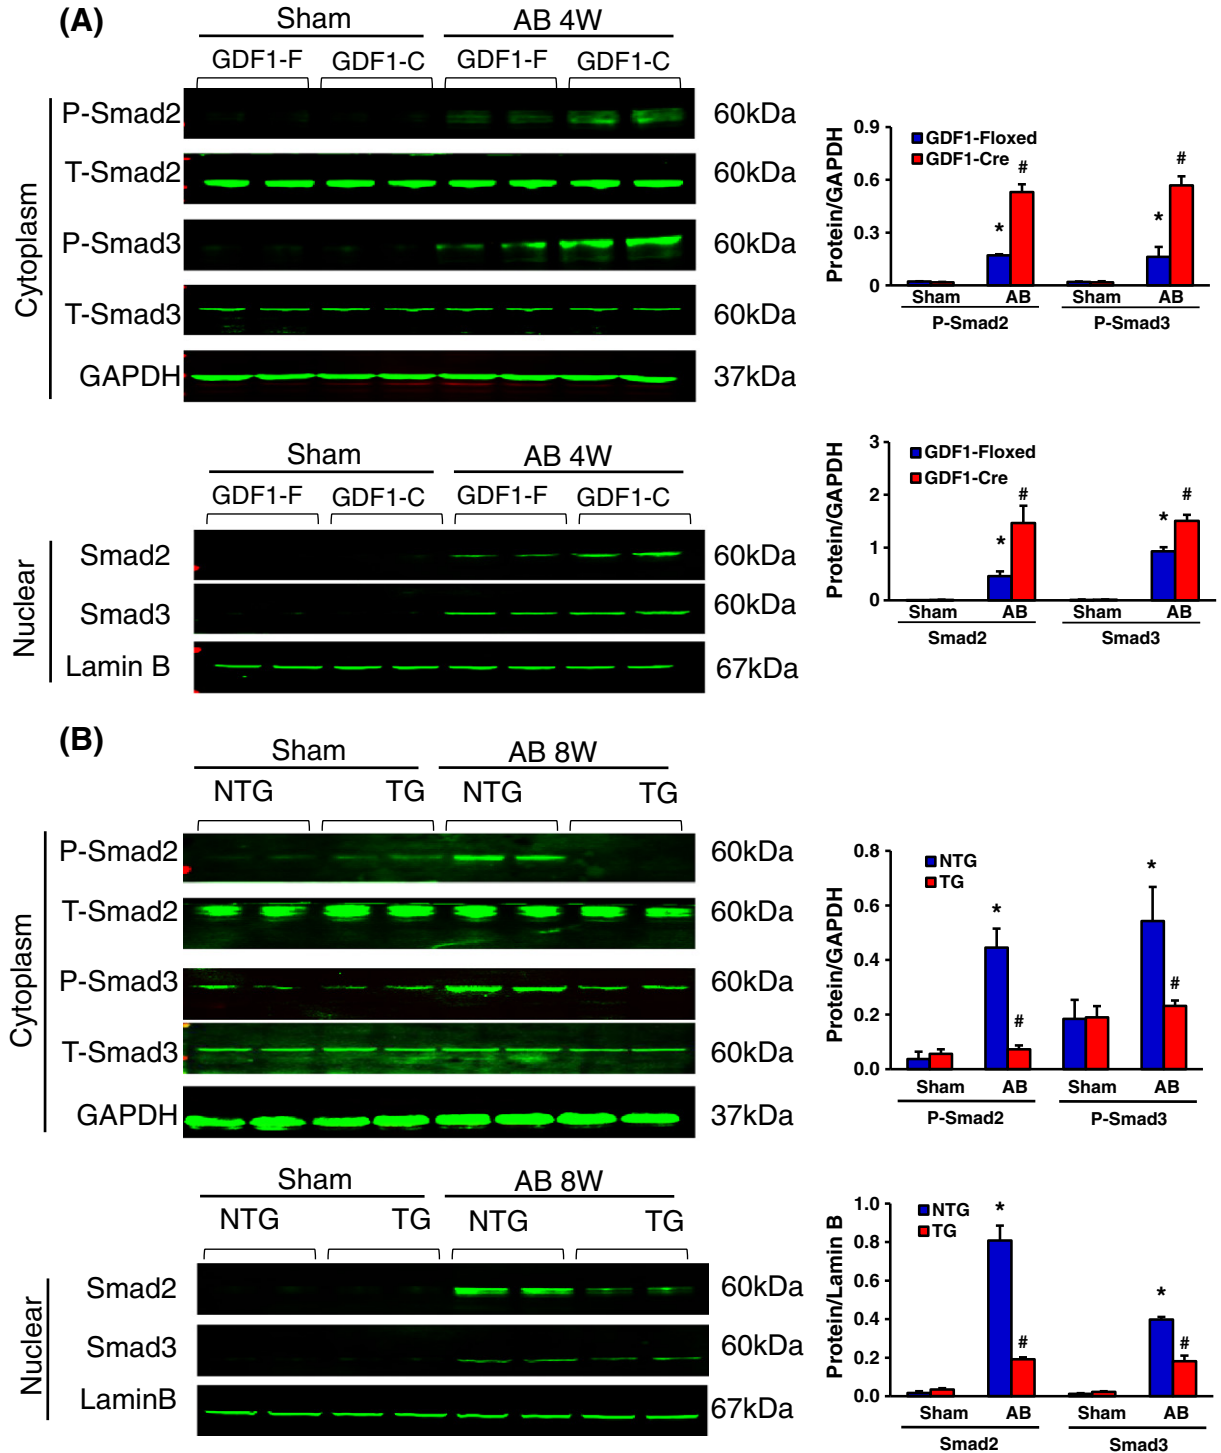 (A)
Sham AB 4W
GDF1-F GDF1-C GDF1-F GDF1-C
Cytoplasm
P-Smad2 60kDa
T-Smad2 60kDa
P-Smad3 60kDa
T-Smad3 60kDa
GAPDH 37kDa
Protein/GAPDH
0.9
0.6
0.3
0
GDF1-Floxed
GDF1-Cre
* # * #
Sham AB Sham AB
P-Smad2 P-Smad3
Sham AB 4W
GDF1-F GDF1-C GDF1-F GDF1-C
Nuclear
Smad2 60kDa
Smad3 60kDa
Lamin B 67kDa
Protein/GAPDH
3
2
1
0
GDF1-Floxed
GDF1-Cre
* # * #
Sham AB Sham AB
Smad2 Smad3
(B)
Sham AB 8W
NTG TG NTG TG
Cytoplasm
P-Smad2 60kDa
T-Smad2 60kDa
P-Smad3 60kDa
T-Smad3 60kDa
GAPDH 37kDa
Protein/GAPDH
0.8
0.6
0.4
0.2
0.0
NTG
TG
* # * #
Sham AB Sham AB
P-Smad2 P-Smad3
Sham AB 8W
NTG TG NTG TG
Nuclear
Smad2 60kDa
Smad3 60kDa
LaminB 67kDa
Protein/Lamin B
1.0
0.8
0.6
0.4
0.2
0.0
NTG
TG
* # * #
Sham AB Sham AB
Smad2 Smad3